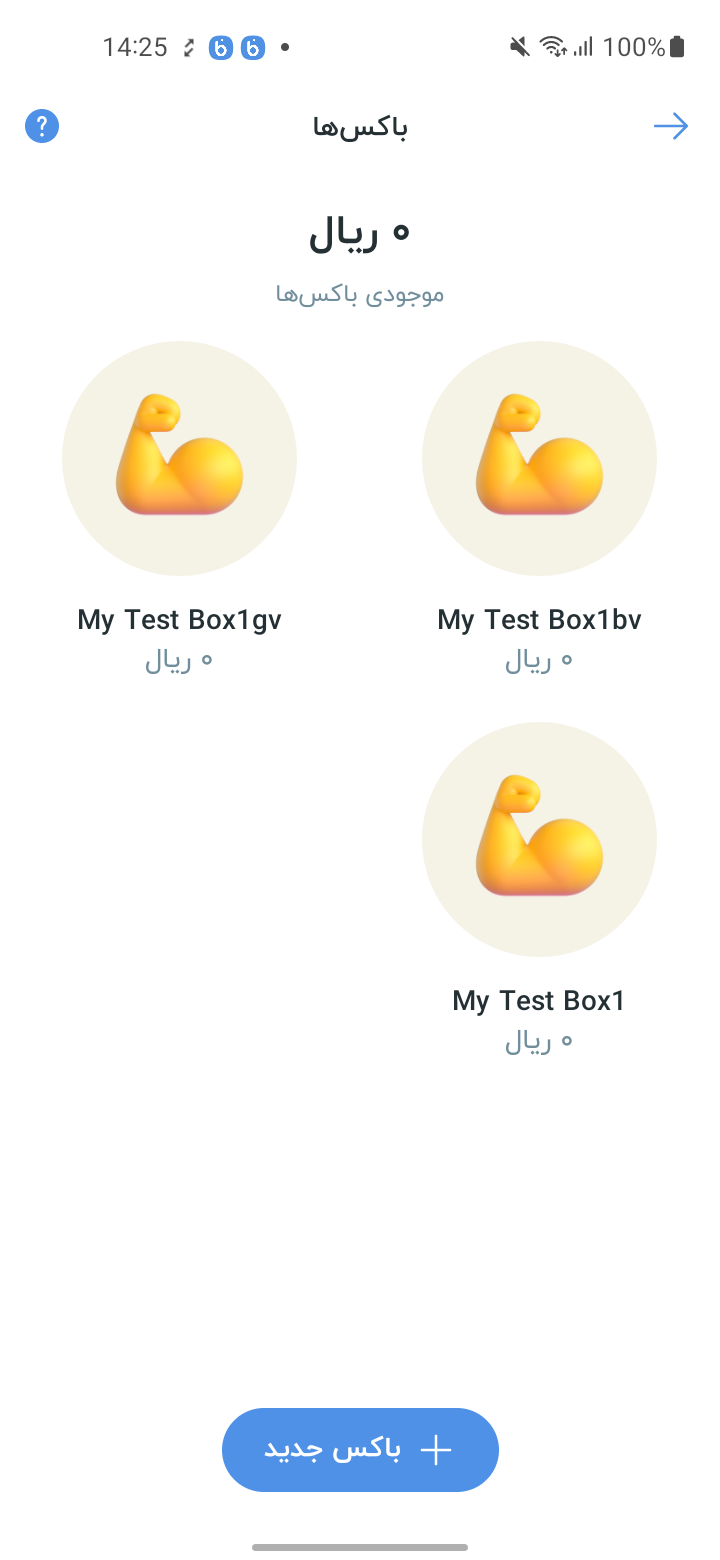 14:25
100%
باکس‌ها
۰ ریال
موجودی باکس‌ها
My Test Box1bv
۰ ریال
My Test Box1gv
۰ ریال
My Test Box1
۰ ریال
باکس جدید